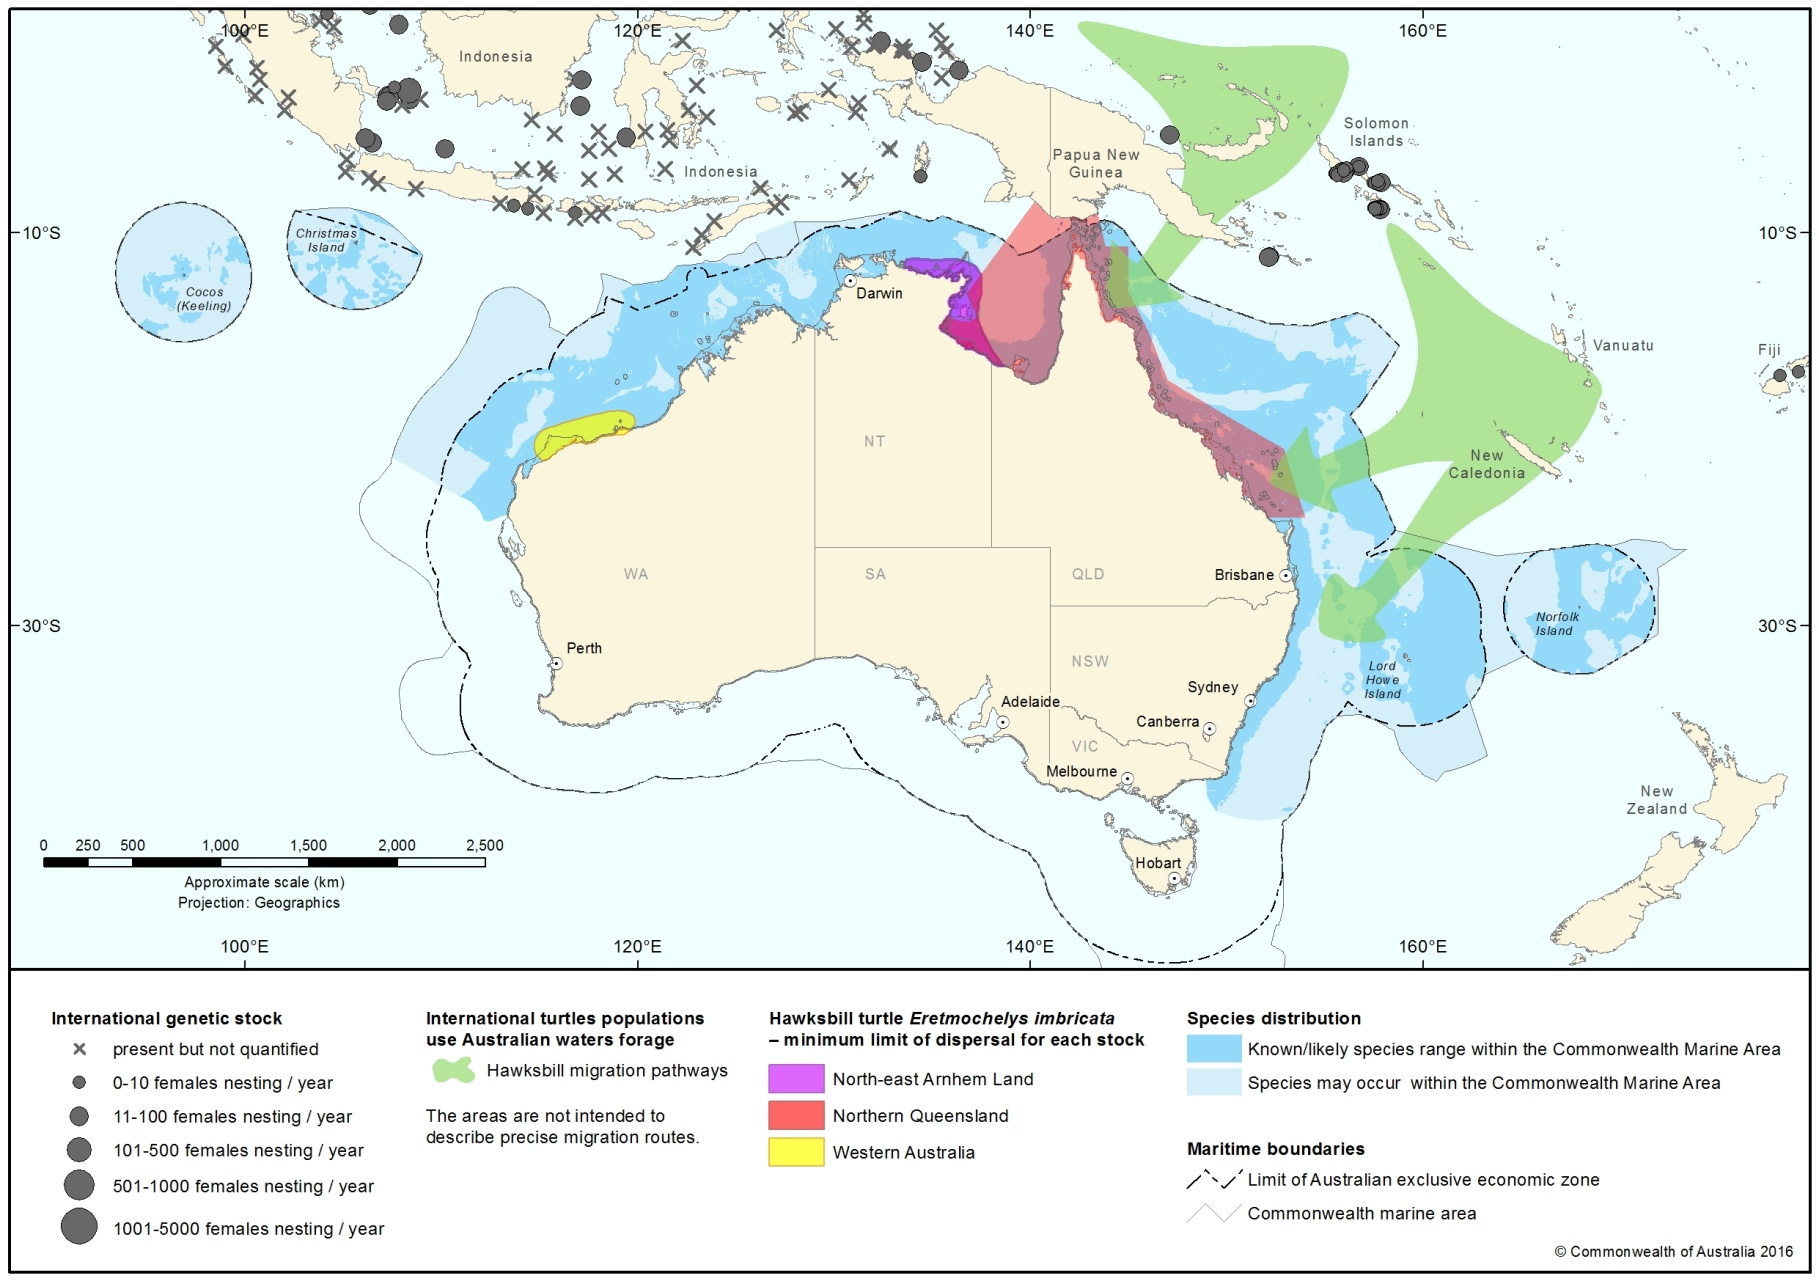 100°E
120°E
140°E
160°E
Indonesia
Solomon
Islands
Papua New
Guinea
Indonesia
10°S
10°S
Christmas
Island
Cocos
(Keeling)
Darwin
Vanuatu
Fiji
NT
New
Caledonia
WA
SA
QLD
Brisbane
Norfolk
Island
30°S
30°S
Perth
NSW
Lord
Howe
Island
Sydney
Adelaide
Canberra
VIC
Melbourne
New
Zealand
Hobart
0 250 500 1,000 1,500 2,000 2,500
Approximate scale (km)
Projection: Geographics
100°E
120°E
140°E
160°E
International genetic stock
present but not quantified
0-10 females nesting / year
11-100 females nesting / year
101-500 females nesting / year
501-1000 females nesting / year
1001-5000 females nesting / year
International turtles populations
use Australian waters forage
Hawksbill migration pathways
The areas are not intended to
describe precise migration routes.
Hawksbill turtle Eretmochelys imbricata
– minimum limit of dispersal for each stock
North-east Arnhem Land
Northern Queensland
Western Australia
Species distribution
Known/likely species range within the Commonwealth Marine Area
Species may occur within the Commonwealth Marine Area
Maritime boundaries
Limit of Australian exclusive economic zone
Commonwealth marine area
© Commonwealth of Australia 2016